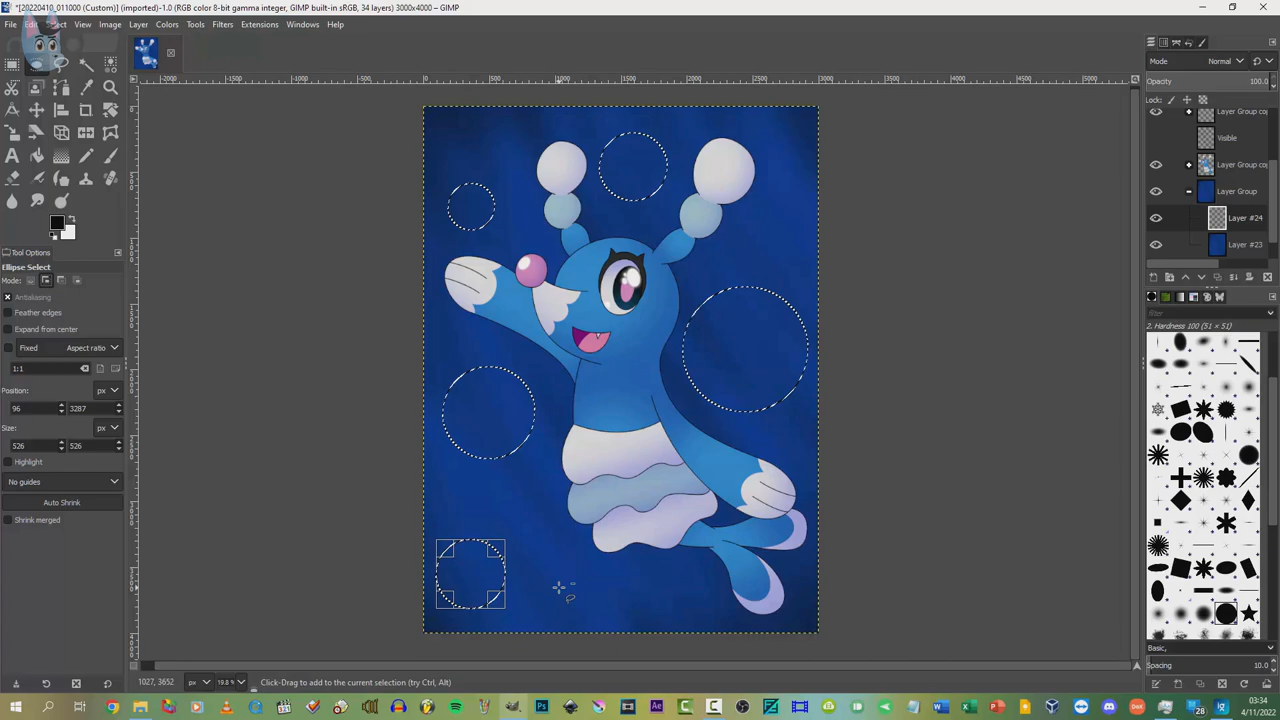 *[20220410_011000 (Custom)] (imported)-1.0 (RGB color 8-bit gamma integer, GIMP built-in sRGB, 34 layers) 3000x4000 – GIMP
File Edit Select View Image Layer Colors Tools Filters Extensions Windows Help
Mode Normal
Opacity 100.0
Lock:
Layer Group co
Visible
Layer Group co
Layer Group
Layer #24
Layer #23
Tool Options
Ellipse Select
Mode:
Antialiasing
Feather edges
Expand from center
Fixed Aspect ratio
1:1
Position: px
96 3287
Size: px
526 526
Highlight
No guides
Auto Shrink
Shrink merged
filter
2. Hardness 100 (51 × 51)
Basic,
Spacing 10.0
1027, 3652 px 19.8 % Click-Drag to add to the current selection (try Ctrl, Alt)
03:34
4/11/2022
28